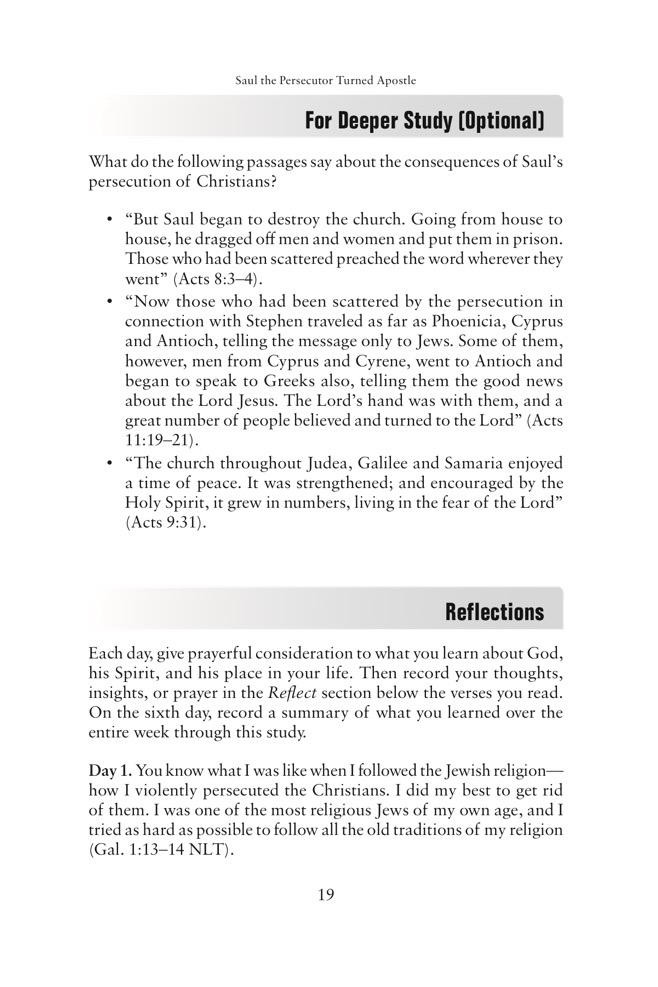 Saul the Persecutor Turned Apostle
For Deeper Study (Optional)
What do the following passages say about the consequences of Saul’s
persecution of Christians?
• “But Saul began to destroy the church. Going from house to
house, he dragged off men and women and put them in prison.
Those who had been scattered preached the word wherever they
went” (Acts 8:3–4).
• “Now those who had been scattered by the persecution in
connection with Stephen traveled as far as Phoenicia, Cyprus
and Antioch, telling the message only to Jews. Some of them,
however, men from Cyprus and Cyrene, went to Antioch and
began to speak to Greeks also, telling them the good news
about the Lord Jesus. The Lord’s hand was with them, and a
great number of people believed and turned to the Lord” (Acts
11:19–21).
• “The church throughout Judea, Galilee and Samaria enjoyed
a time of peace. It was strengthened; and encouraged by the
Holy Spirit, it grew in numbers, living in the fear of the Lord”
(Acts 9:31).
Reflections
Each day, give prayerful consideration to what you learn about God,
his Spirit, and his place in your life. Then record your thoughts,
insights, or prayer in the Reflect section below the verses you read.
On the sixth day, record a summary of what you learned over the
entire week through this study.
Day 1. You know what I was like when I followed the Jewish religion—
how I violently persecuted the Christians. I did my best to get rid
of them. I was one of the most religious Jews of my own age, and I
tried as hard as possible to follow all the old traditions of my religion
(Gal. 1:13–14 NLT).
19